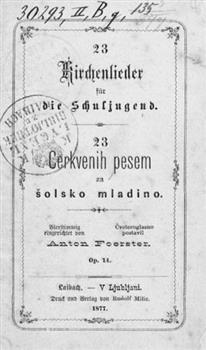 30293, II, B, g, 135
23
Kirchenlieder
für
die Schuljugend.
23
Cerkvenih pesem
za
šolsko mladino.
Vierstimmig eingerichtet von
Čveteroglasno postavil
Anton Foerster.
Op. 14.
Laibach. — V Ljubljani.
Druck und Verlag von Rudolf Milic.
1877.